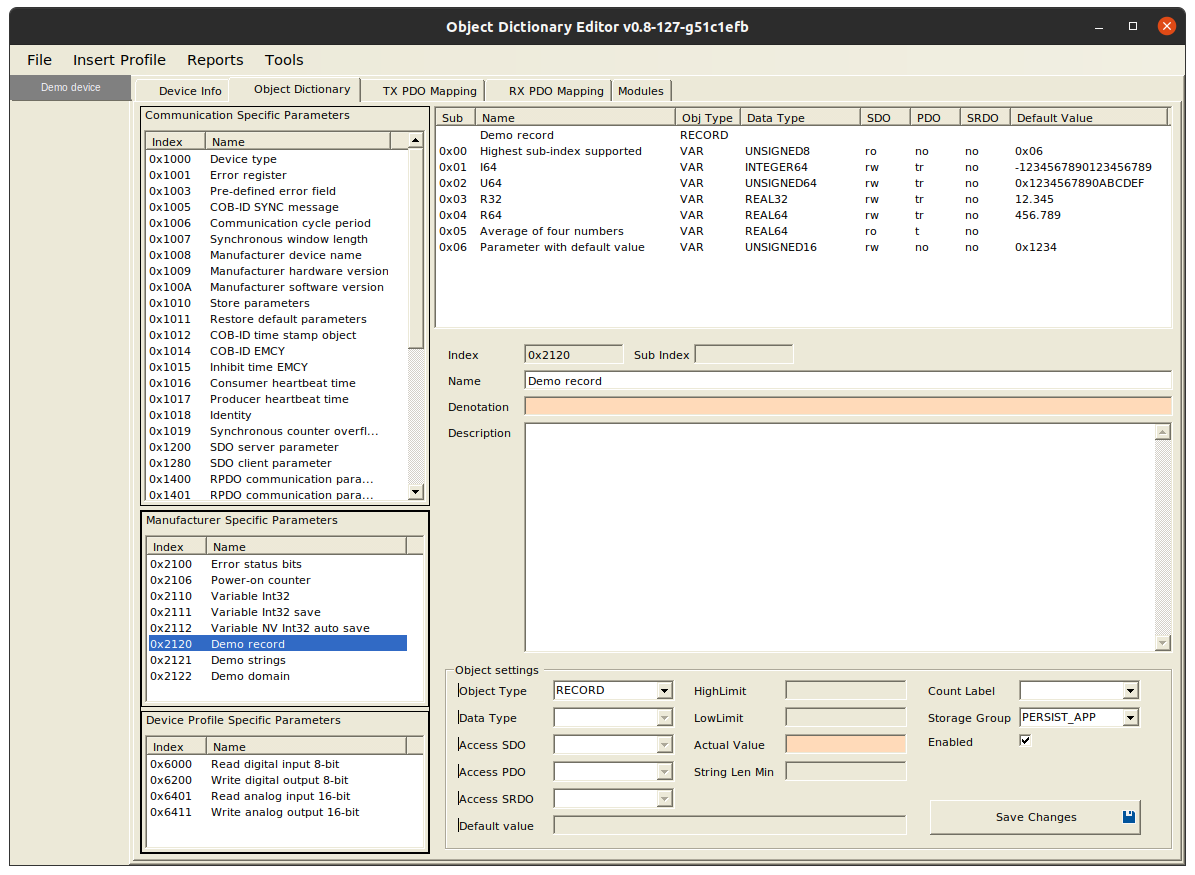 Object Dictionary Editor v0.8-127-g51c1efb
File Insert Profile Reports Tools
Demo device
Device Info Object Dictionary TX PDO Mapping RX PDO Mapping Modules
Communication Specific Parameters
Index Name
0x1000 Device type
0x1001 Error register
0x1003 Pre-defined error field
0x1005 COB-ID SYNC message
0x1006 Communication cycle period
0x1007 Synchronous window length
0x1008 Manufacturer device name
0x1009 Manufacturer hardware version
0x100A Manufacturer software version
0x1010 Store parameters
0x1011 Restore default parameters
0x1012 COB-ID time stamp object
0x1014 COB-ID EMCY
0x1015 Inhibit time EMCY
0x1016 Consumer heartbeat time
0x1017 Producer heartbeat time
0x1018 Identity
0x1019 Synchronous counter overfl...
0x1200 SDO server parameter
0x1280 SDO client parameter
0x1400 RPDO communication para...
0x1401 RPDO communication para...
Manufacturer Specific Parameters
Index Name
0x2100 Error status bits
0x2106 Power-on counter
0x2110 Variable Int32
0x2111 Variable Int32 save
0x2112 Variable NV Int32 auto save
0x2120 Demo record
0x2121 Demo strings
0x2122 Demo domain
Device Profile Specific Parameters
Index Name
0x6000 Read digital input 8-bit
0x6200 Write digital output 8-bit
0x6401 Read analog input 16-bit
0x6411 Write analog output 16-bit
Sub Name Obj Type Data Type SDO PDO SRDO Default Value
Demo record RECORD
0x00 Highest sub-index supported VAR UNSIGNED8 ro no no 0x06
0x01 I64 VAR INTEGER64 rw tr no -1234567890123456789
0x02 U64 VAR UNSIGNED64 rw tr no 0x1234567890ABCDEF
0x03 R32 VAR REAL32 rw tr no 12.345
0x04 R64 VAR REAL64 rw tr no 456.789
0x05 Average of four numbers VAR REAL64 ro t no
0x06 Parameter with default value VAR UNSIGNED16 rw no no 0x1234
Index 0x2120 Sub Index
Name Demo record
Denotation
Description
Object settings
Object Type RECORD HighLimit Count Label
Data Type LowLimit Storage Group PERSIST_APP
Access SDO Actual Value Enabled
Access PDO String Len Min
Access SRDO
Default value
Save Changes